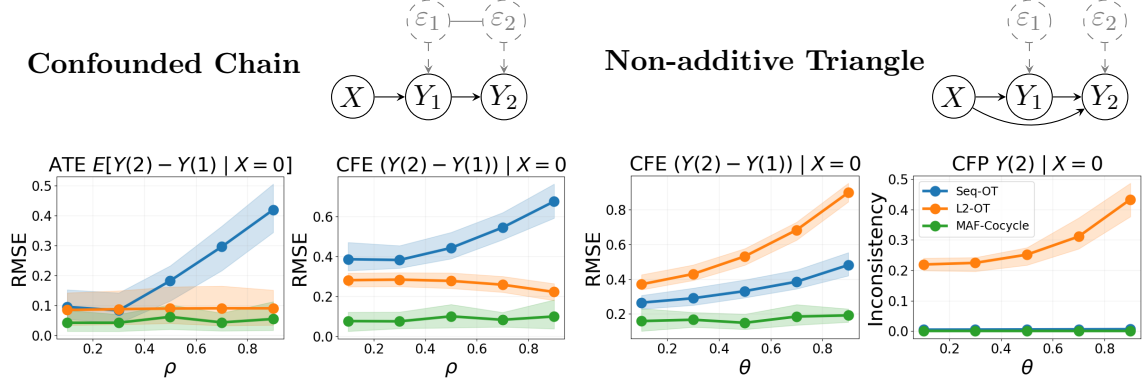 Confounded Chain
ε₁ ε₂
X Y₁ Y₂
Non-additive Triangle
ε₁ ε₂
X Y₁ Y₂
ATE E[Y(2) − Y(1) | X = 0]
RMSE
0.5
0.4
0.3
0.2
0.1
0.0
0.2 0.4 0.6 0.8
ρ
CFE (Y(2) − Y(1)) | X = 0
RMSE
0.6
0.4
0.2
0.0
0.2 0.4 0.6 0.8
ρ
CFE (Y(2) − Y(1)) | X = 0
RMSE
0.8
0.6
0.4
0.2
0.2 0.4 0.6 0.8
θ
CFP Y(2) | X = 0
Inconsistency
0.5
0.4
0.3
0.2
0.1
0.0
Seq-OT
L2-OT
MAF-Cocycle
0.2 0.4 0.6 0.8
θ